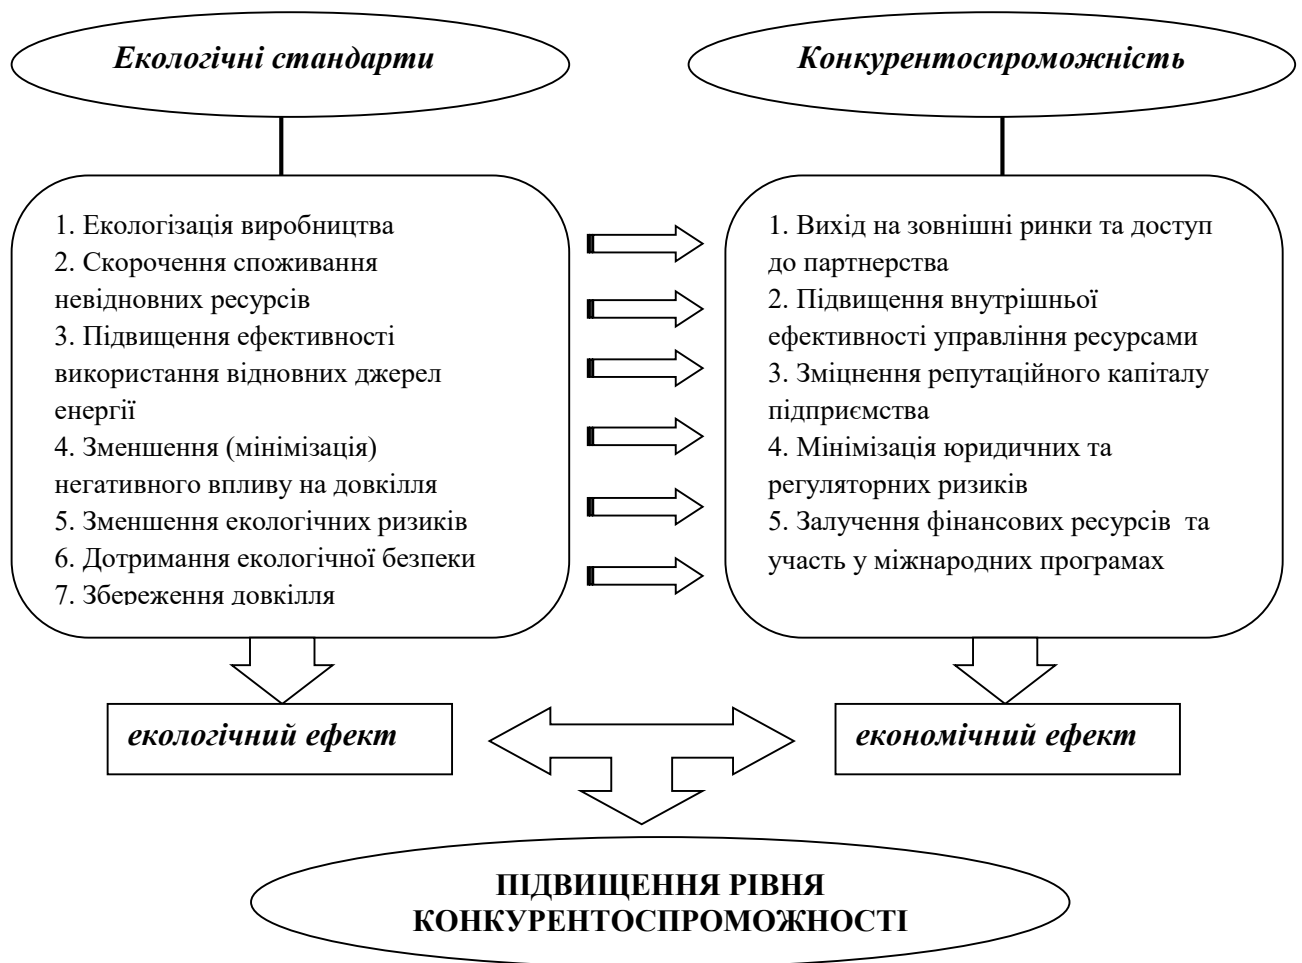 Екологічні стандарти
Конкурентоспроможність
1. Екологізація виробництва
2. Скорочення споживання
невідновних ресурсів
3. Підвищення ефективності
використання відновних джерел
енергії
4. Зменшення (мінімізація)
негативного впливу на довкілля
5. Зменшення екологічних ризиків
6. Дотримання екологічної безпеки
7. Збереження довкілля
1. Вихід на зовнішні ринки та доступ
до партнерства
2. Підвищення внутрішньої
ефективності управління ресурсами
3. Зміцнення репутаційного капіталу
підприємства
4. Мінімізація юридичних та
регуляторних ризиків
5. Залучення фінансових ресурсів та
участь у міжнародних програмах
екологічний ефект
економічний ефект
ПІДВИЩЕННЯ РІВНЯ
КОНКУРЕНТОСПРОМОЖНОСТІ